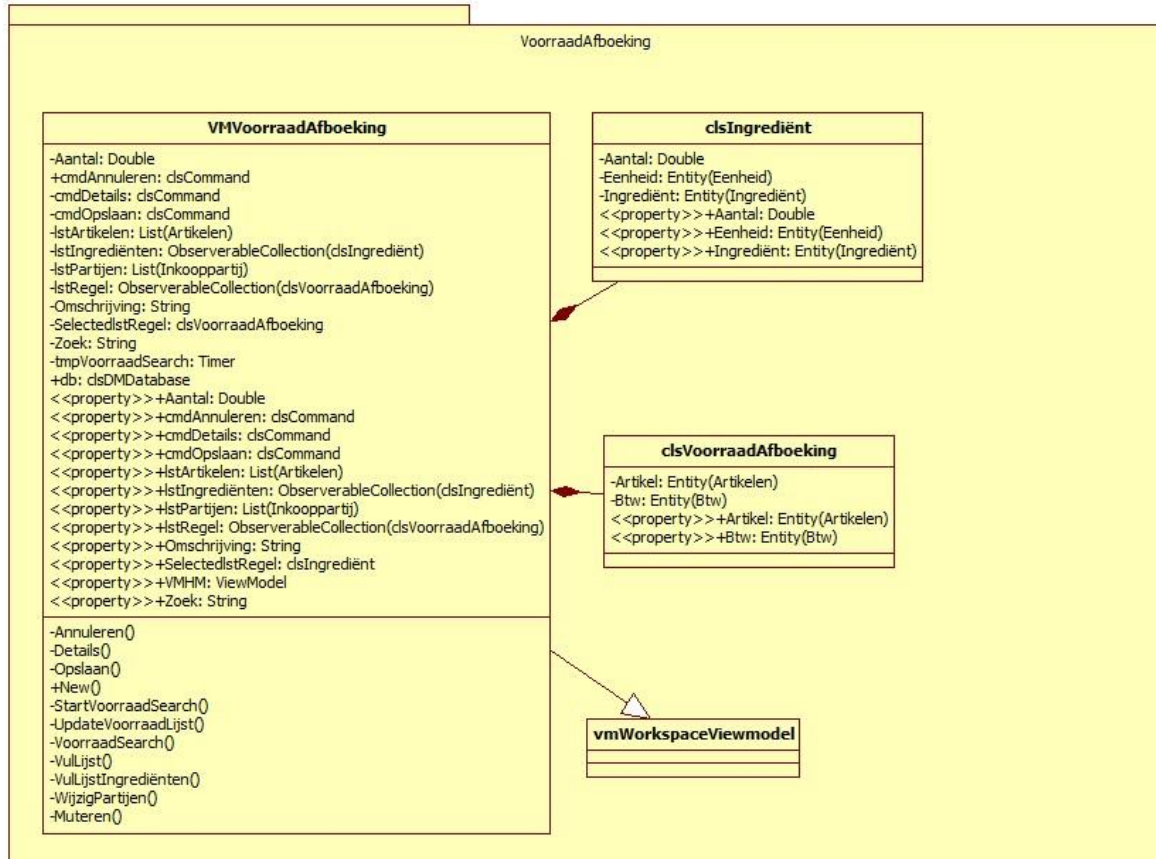 VoorraadAfboeking
VMVoorraadAfboeking
-Aantal: Double
+cmdAnnuleren: clsCommand
-cmdDetails: clsCommand
-cmdOpslaan: clsCommand
-lstArtikelen: List(Artikelen)
-lstIngrediënten: ObserverableCollection(clsIngrediënt)
-lstPartijen: List(Inkooppartij)
-lstRegel: ObserverableCollection(clsVoorraadAfboeking)
-Omschrijving: String
-SelectedlstRegel: clsVoorraadAfboeking
-Zoek: String
-tmpVoorraadSearch: Timer
+db: clsDMDatabase
<<property>>+Aantal: Double
<<property>>+cmdAnnuleren: clsCommand
<<property>>+cmdDetails: clsCommand
<<property>>+cmdOpslaan: clsCommand
<<property>>+lstArtikelen: List(Artikelen)
<<property>>+lstIngrediënten: ObserverableCollection(clsIngrediënt)
<<property>>+lstPartijen: List(Inkooppartij)
<<property>>+lstRegel: ObserverableCollection(clsVoorraadAfboeking)
<<property>>+Omschrijving: String
<<property>>+SelectedlstRegel: clsIngrediënt
<<property>>+VMHM: ViewModel
<<property>>+Zoek: String
-Annuleren()
-Details()
-Opslaan()
+New()
-StartVoorraadSearch()
-UpdateVoorraadLijst()
-VoorraadSearch()
-VulLijst()
-VulLijstIngrediënten()
-WijzigPartijen()
-Muteren()
clsIngrediënt
-Aantal: Double
-Eenheid: Entity(Eenheid)
-Ingrediënt: Entity(Ingrediënt)
<<property>>+Aantal: Double
<<property>>+Eenheid: Entity(Eenheid)
<<property>>+Ingrediënt: Entity(Ingrediënt)
clsVoorraadAfboeking
-Artikel: Entity(Artikelen)
-Btw: Entity(Btw)
<<property>>+Artikel: Entity(Artikelen)
<<property>>+Btw: Entity(Btw)
vmWorkspaceViewmodel